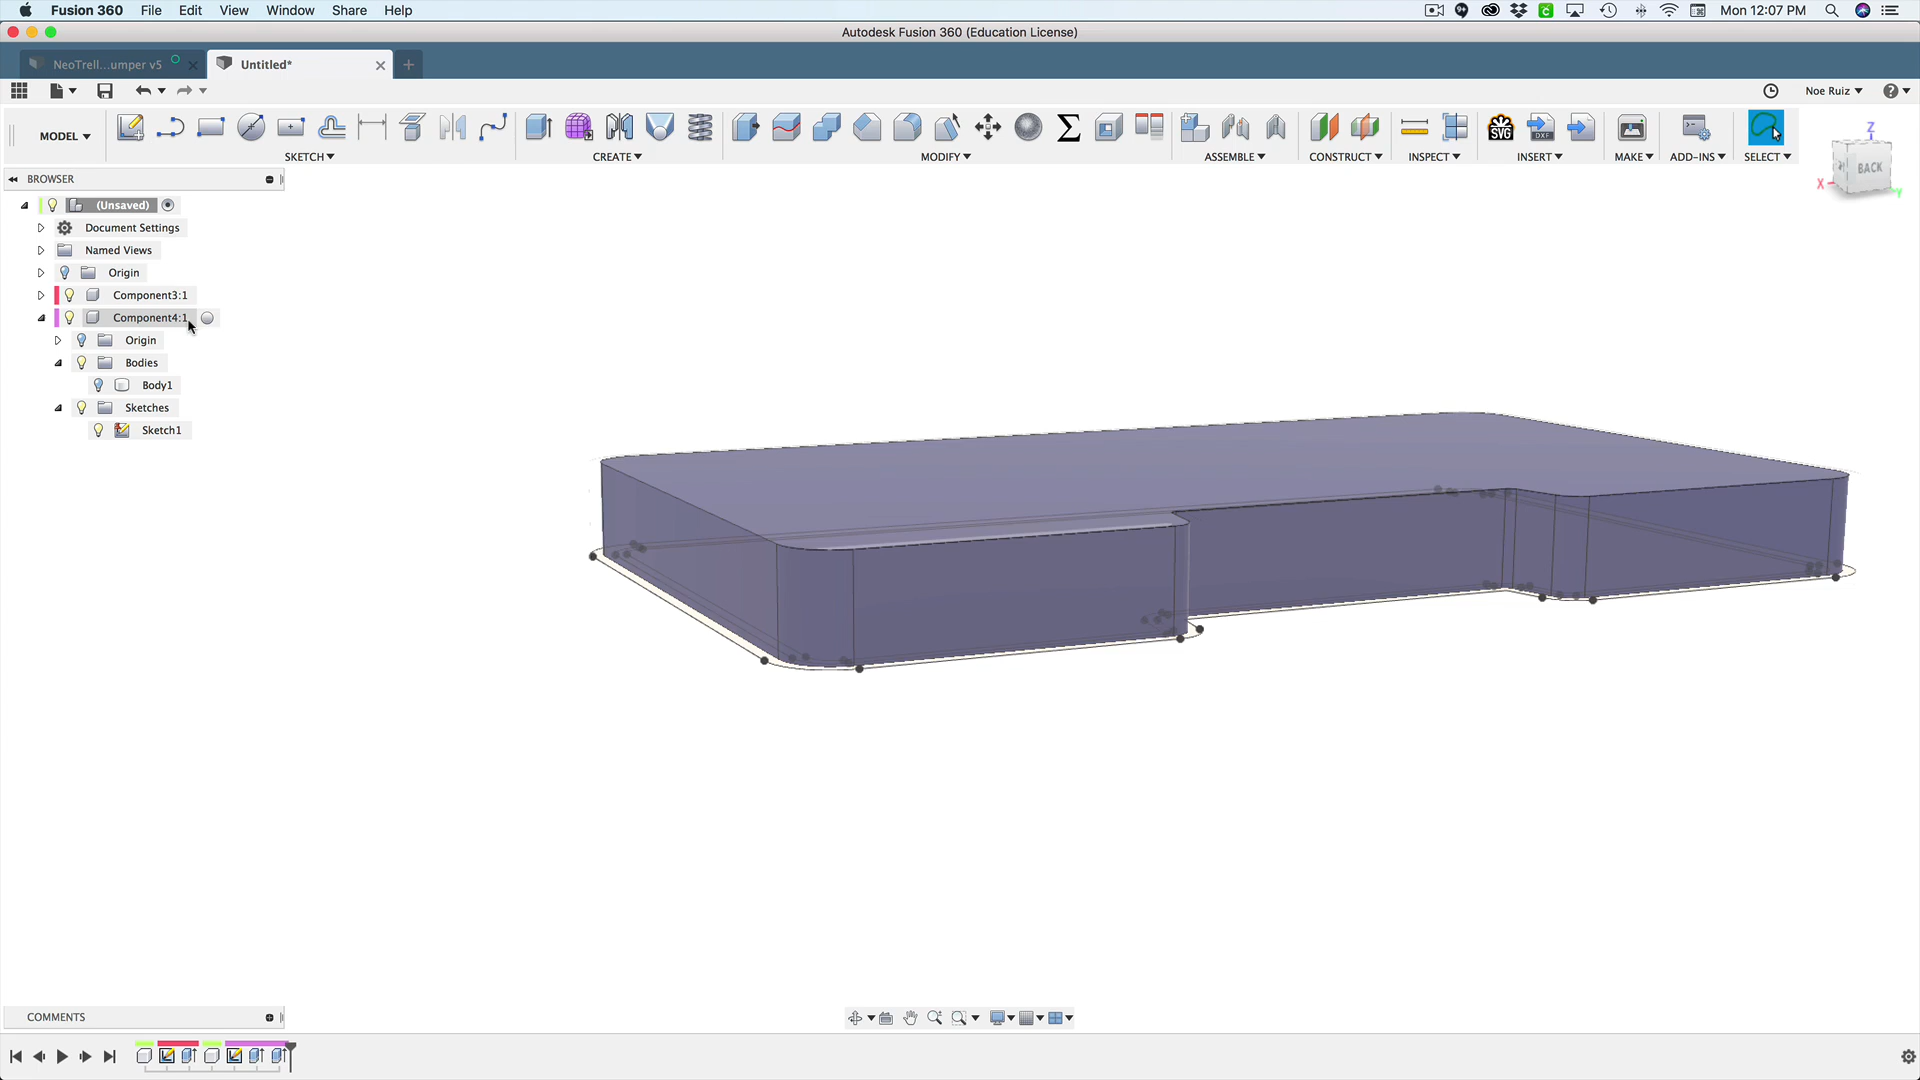 Fusion 360 File Edit View Window Share Help Mon 12:07 PM
Autodesk Fusion 360 (Education License)
NeoTrell...umper v5 Untitled*
Noe Ruiz
MODEL
SVG DXF
SKETCH CREATE MODIFY ASSEMBLE CONSTRUCT INSPECT INSERT MAKE ADD-INS SELECT
Z
BACK
X Y
BROWSER
(Unsaved)
Document Settings
Named Views
Origin
Component3:1
Component4:1
Origin
Bodies
Body1
Sketches
Sketch1
COMMENTS